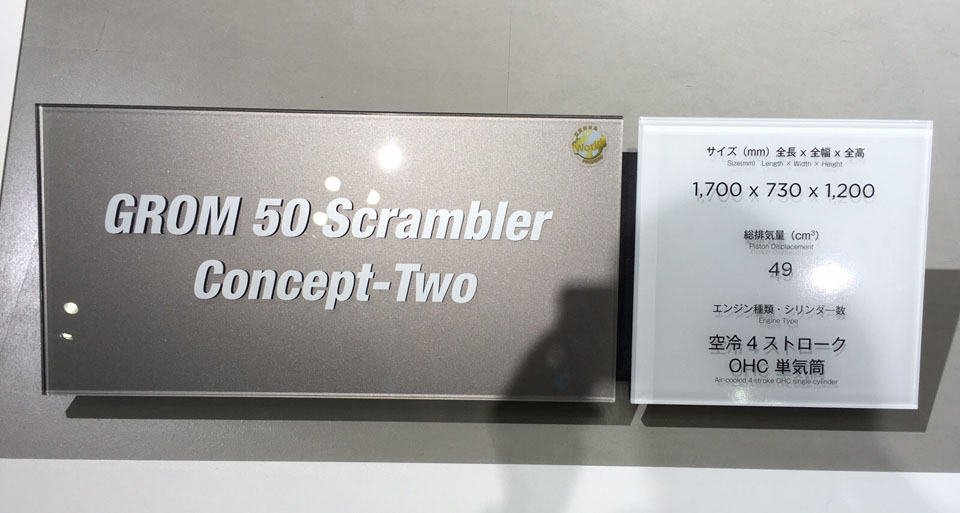 GROM 50 Scrambler
Concept-Two
World
サイズ（mm）全長 x 全幅 x 全高
Size(mm) Length × Width × Height
1,700 x 730 x 1,200
総排気量（cm³）
Piston Displacement
49
エンジン種類・シリンダー数
Engine Type
空冷 4 ストローク
OHC 単気筒
Air-cooled 4-stroke OHC single-cylinder